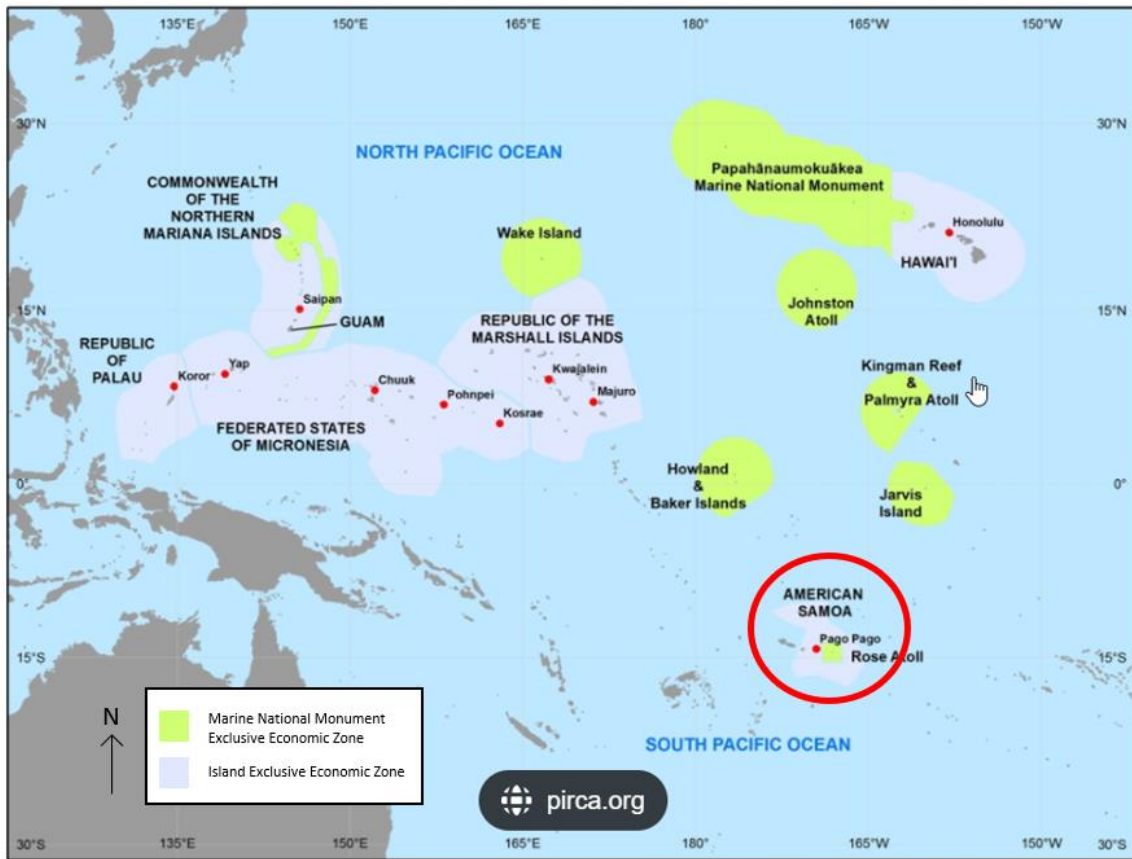 135°E 150°E 165°E 180° 165°W 150°W
30°N 30°N
NORTH PACIFIC OCEAN
Papahānaumokuākea
Marine National Monument
COMMONWEALTH
OF THE
NORTHERN
MARIANA ISLANDS
Honolulu
HAWAI'I
Wake Island
Saipan
GUAM
15°N 15°N
Johnston
Atoll
REPUBLIC OF THE
MARSHALL ISLANDS
REPUBLIC
OF
PALAU
Koror
Yap
Chuuk
Pohnpei
Kosrae
Kwajalein
Majuro
Kingman Reef
&
Palmyra Atoll
FEDERATED STATES
OF MICRONESIA
0° 0°
Howland
&
Baker Islands
Jarvis
Island
AMERICAN
SAMOA
Pago Pago
Rose Atoll
15°S 15°S
N
Marine National Monument
Exclusive Economic Zone
Island Exclusive Economic Zone
SOUTH PACIFIC OCEAN
pirca.org
30°S 135°E 150°E 165°E 180° 165°W 150°W 30°S